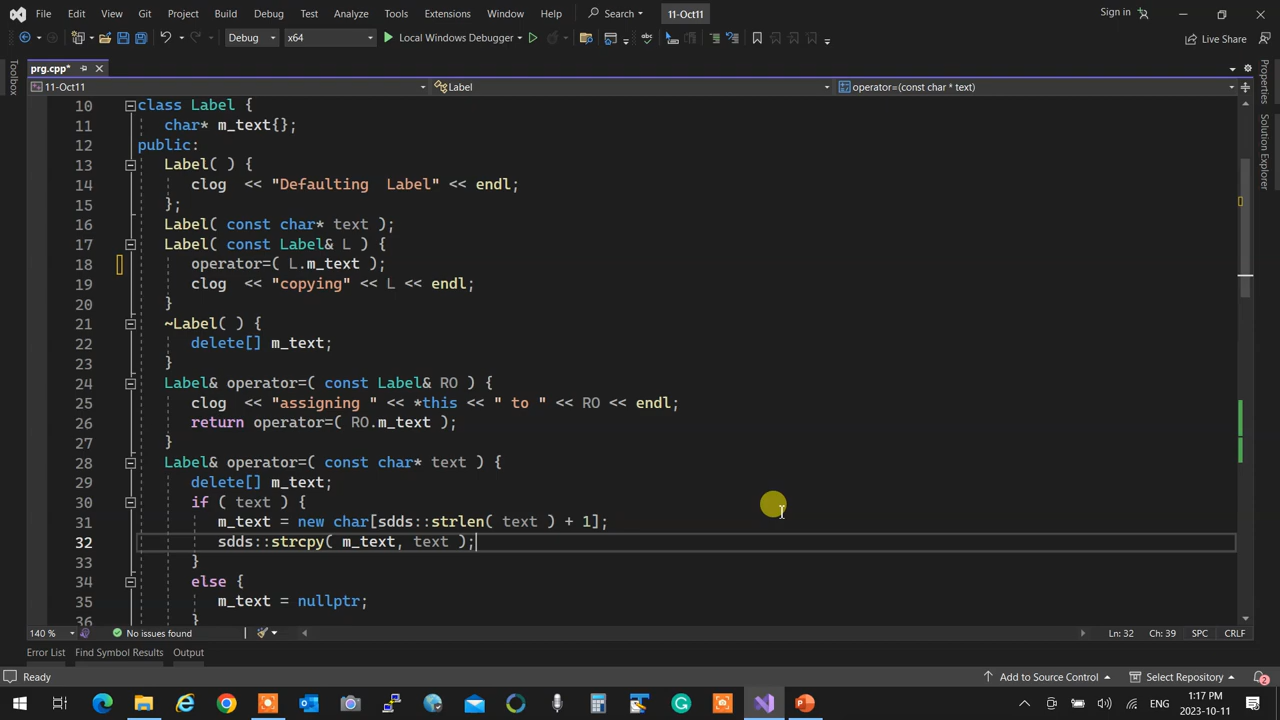 File Edit View Git Project Build Debug Test Analyze Tools Extensions Window Help Search 11-Oct11 Sign in
Debug x64 Local Windows Debugger Live Share
prg.cpp*
11-Oct11 Label operator=(const char * text)
Toolbox
Properties
Solution Explorer
10 class Label {
11 char* m_text{};
12 public:
13 Label( ) {
14 clog << "Defaulting  Label" << endl;
15 };
16 Label( const char* text );
17 Label( const Label& L ) {
18 operator=( L.m_text );
19 clog << "copying" << L << endl;
20 }
21 ~Label( ) {
22 delete[] m_text;
23 }
24 Label& operator=( const Label& RO ) {
25 clog << "assigning " << *this << " to " << RO << endl;
26 return operator=( RO.m_text );
27 }
28 Label& operator=( const char* text ) {
29 delete[] m_text;
30 if ( text ) {
31 m_text = new char[sdds::strlen( text ) + 1];
32 sdds::strcpy( m_text, text );
33 }
34 else {
35 m_text = nullptr;
36 }
140 % No issues found Ln: 32 Ch: 39 SPC CRLF
Error List Find Symbol Results Output
Ready Add to Source Control Select Repository 2
ENG 1:17 PM
2023-10-11